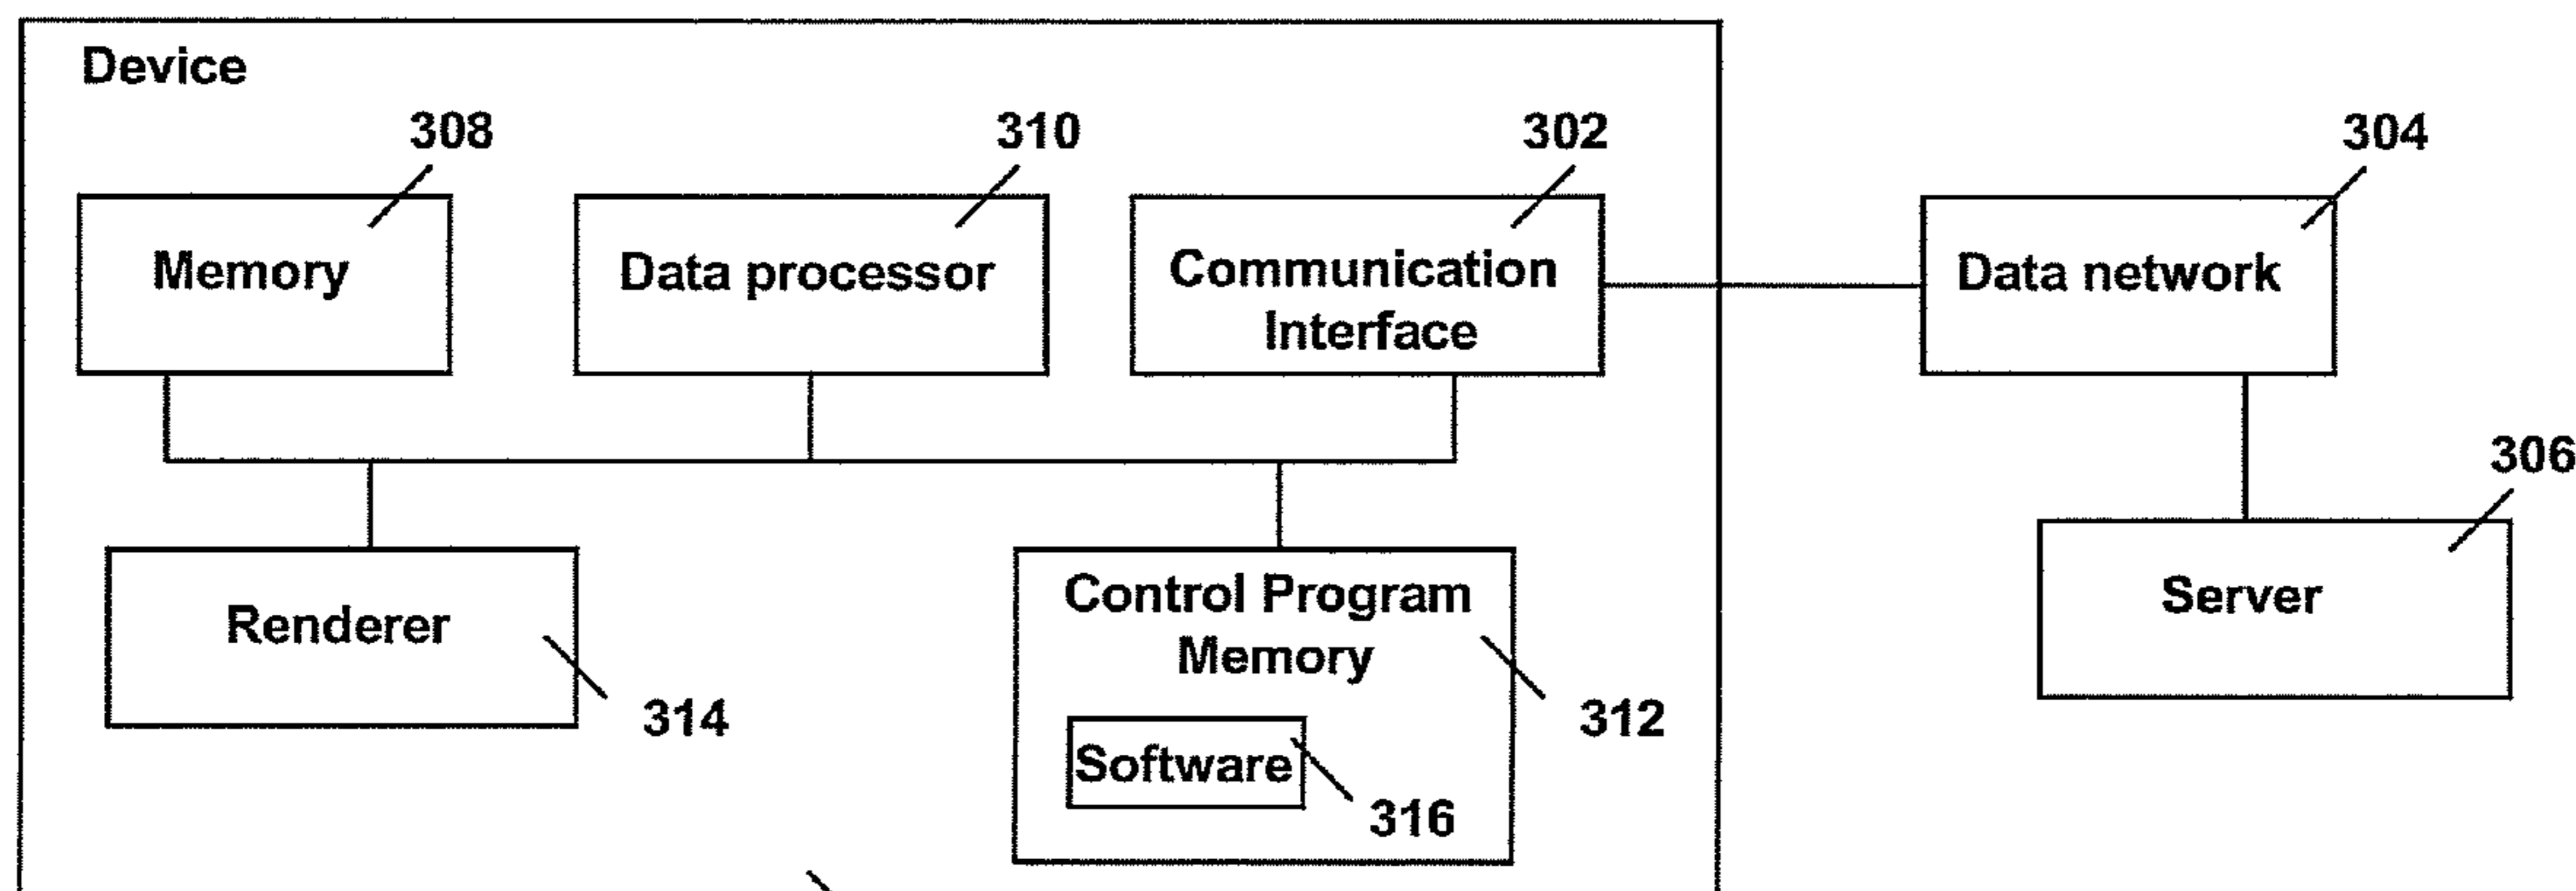 Device
308
310
302
304
Memory
Data processor
Communication
Interface
Data network
306
Renderer
Control Program
Memory
Server
314
312
Software
316